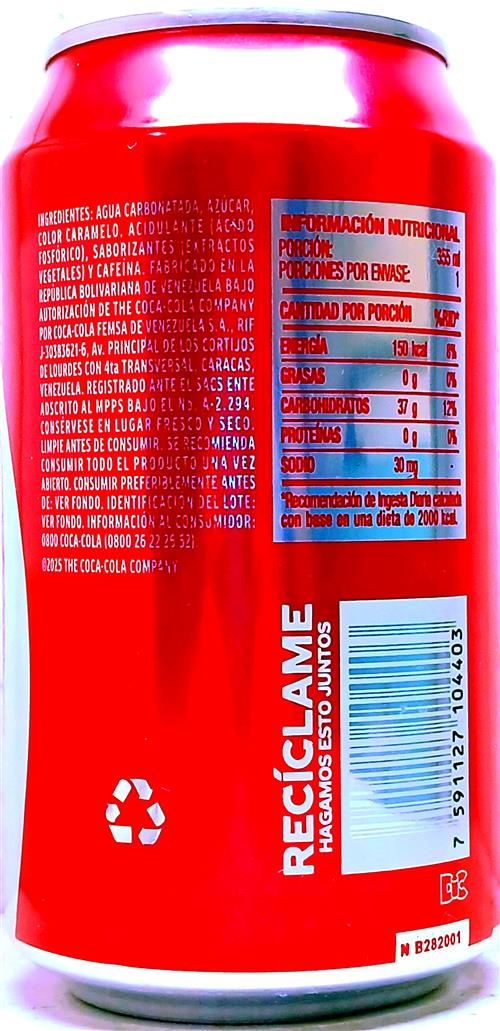 INGREDIENTES: AGUA CARBONATADA, AZÚCAR,
COLOR CARAMELO, ACIDULANTE (ÁCIDO
FOSFÓRICO), SABORIZANTES (EXTRACTOS
VEGETALES) Y CAFEÍNA. FABRICADO EN LA
REPÚBLICA BOLIVARIANA DE VENEZUELA BAJO
AUTORIZACIÓN DE THE COCA-COLA COMPANY
POR COCA-COLA FEMSA DE VENEZUELA S.A., RIF
J-30383621-6, Av. PRINCIPAL DE LOS CORTIJOS
DE LOURDES CON 4ta TRANSVERSAL, CARACAS,
VENEZUELA. REGISTRADO ANTE EL SACS ENTE
ADSCRITO AL MPPS BAJO EL No. A-2.294.
CONSÉRVESE EN LUGAR FRESCO Y SECO.
LIMPIE ANTES DE CONSUMIR. SE RECOMIENDA
CONSUMIR TODO EL PRODUCTO UNA VEZ
ABIERTO. CONSUMIR PREFERIBLEMENTE ANTES
DE: VER FONDO. IDENTIFICACIÓN DEL LOTE:
VER FONDO. INFORMACIÓN AL CONSUMIDOR:
0800 COCA-COLA (0800 26 22 26 52).
©2025 THE COCA-COLA COMPANY
INFORMACIÓN NUTRICIONAL
PORCIÓN: 355 ml
PORCIONES POR ENVASE: 1
CANTIDAD POR PORCIÓN %RID*
ENERGÍA 150 kcal 8%
GRASAS 0 g 0%
CARBOHIDRATOS 37 g 12%
PROTEÍNAS 0 g 0%
SODIO 30 mg -
*Recomendación de Ingesta Diaria calculada
con base en una dieta de 2000 kcal.
RECÍCLAME
HAGAMOS ESTO JUNTOS
7 591127 104403
N B282001